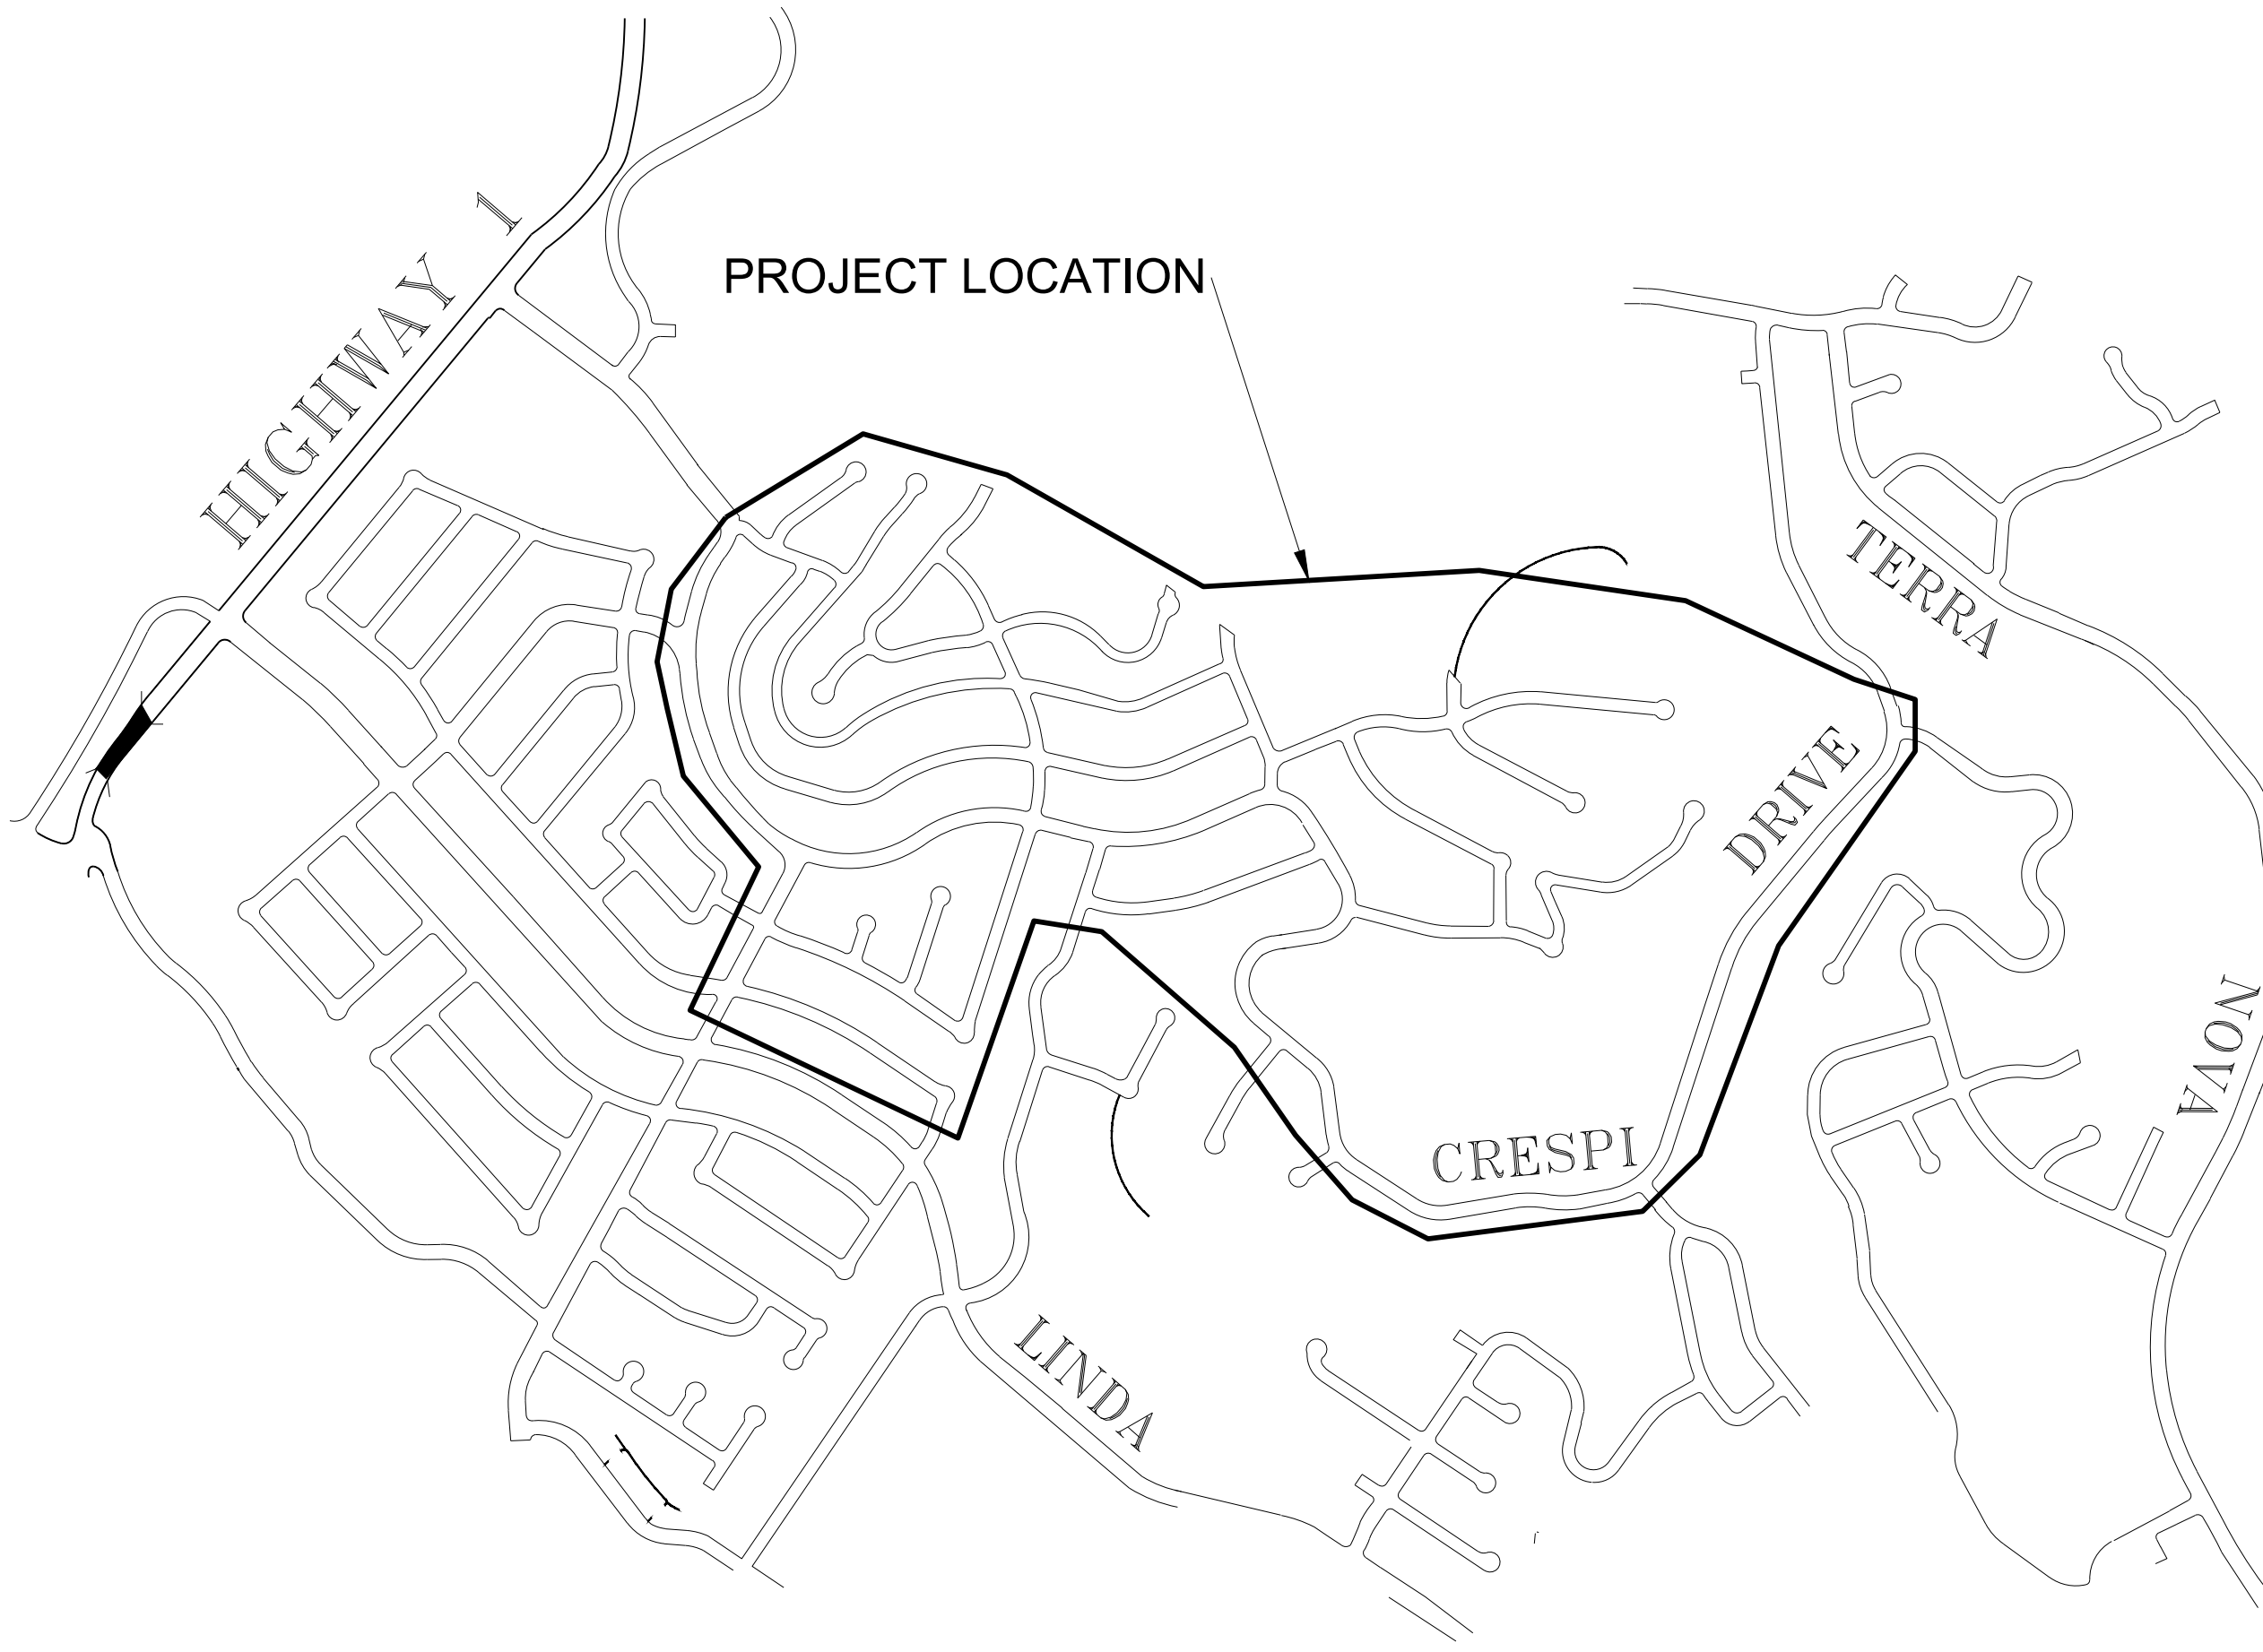 HIGHWAY 1
PROJECT LOCATION
TERRA
NOVA
CRESPI
DRIVE
LINDA